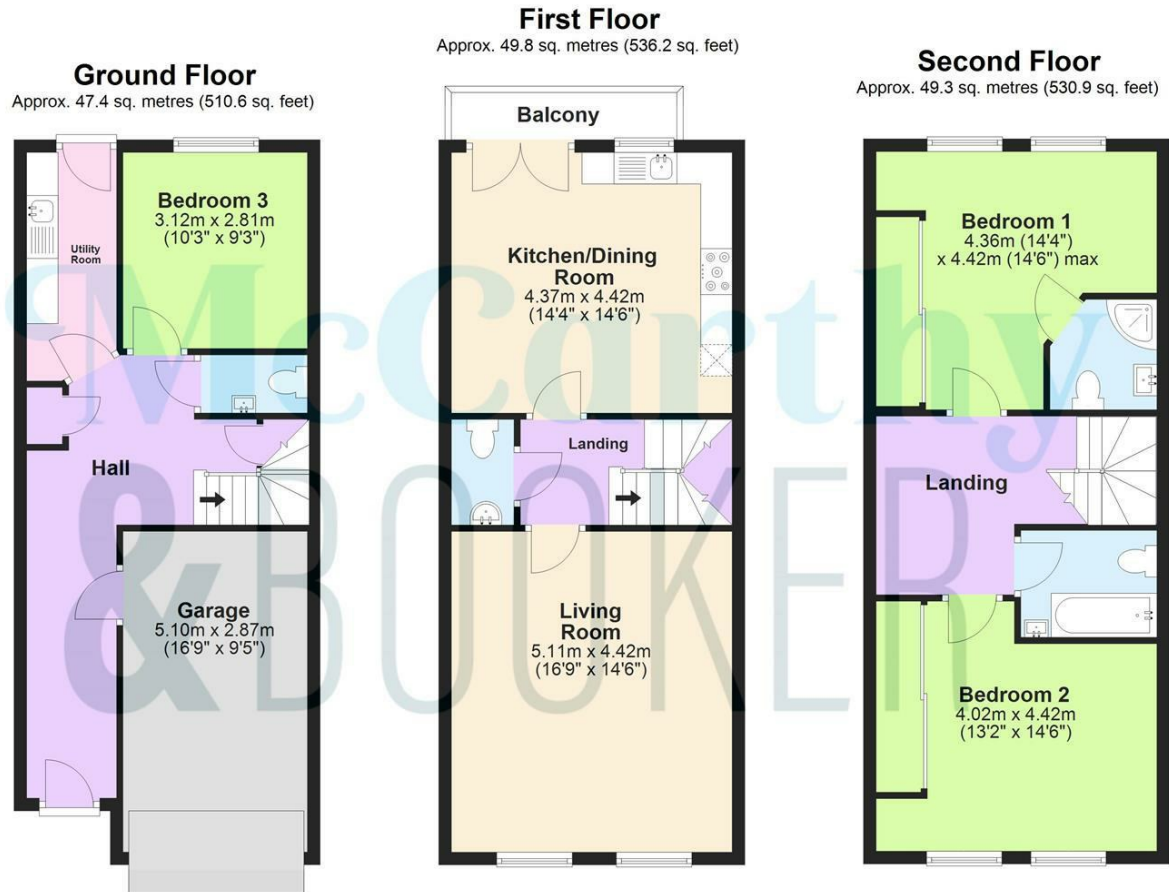 Ground Floor
Approx. 47.4 sq. metres (510.6 sq. feet)
Utility
Room
Bedroom 3
3.12m x 2.81m
(10'3" x 9'3")
Hall
Garage
5.10m x 2.87m
(16'9" x 9'5")
First Floor
Approx. 49.8 sq. metres (536.2 sq. feet)
Balcony
Kitchen/Dining
Room
4.37m x 4.42m
(14'4" x 14'6")
Landing
Living
Room
5.11m x 4.42m
(16'9" x 14'6")
Second Floor
Approx. 49.3 sq. metres (530.9 sq. feet)
Bedroom 1
4.36m (14'4")
x 4.42m (14'6") max
Landing
Bedroom 2
4.02m x 4.42m
(13'2" x 14'6")
McCarthy
&BOOKER